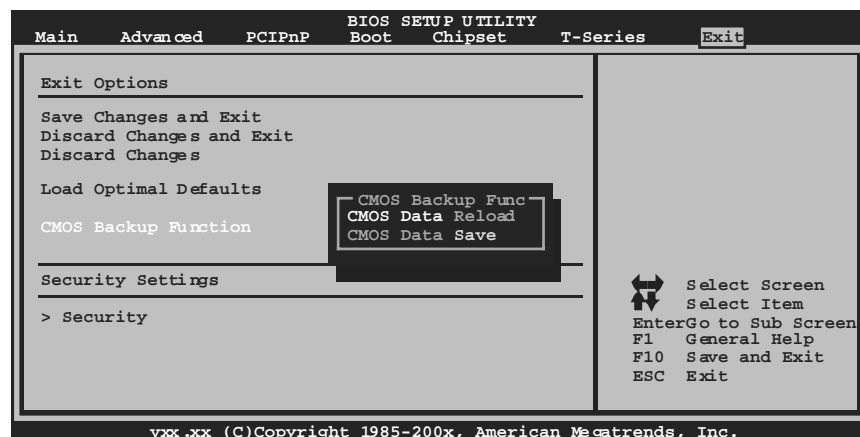 BIOS SETUP UTILITY
Main Advanced PCIPnP Boot Chipset T-Series Exit
Exit Options
Save Changes and Exit
Discard Changes and Exit
Discard Changes
Load Optimal Defaults
CMOS Backup Function
CMOS Backup Func
CMOS Data Reload
CMOS Data Save
Security Settings
> Security
Select Screen
Select Item
Enter Go to Sub Screen
F1 General Help
F10 Save and Exit
ESC Exit
vxx.xx (C)Copyright 1985-200x, American Megatrends, Inc.